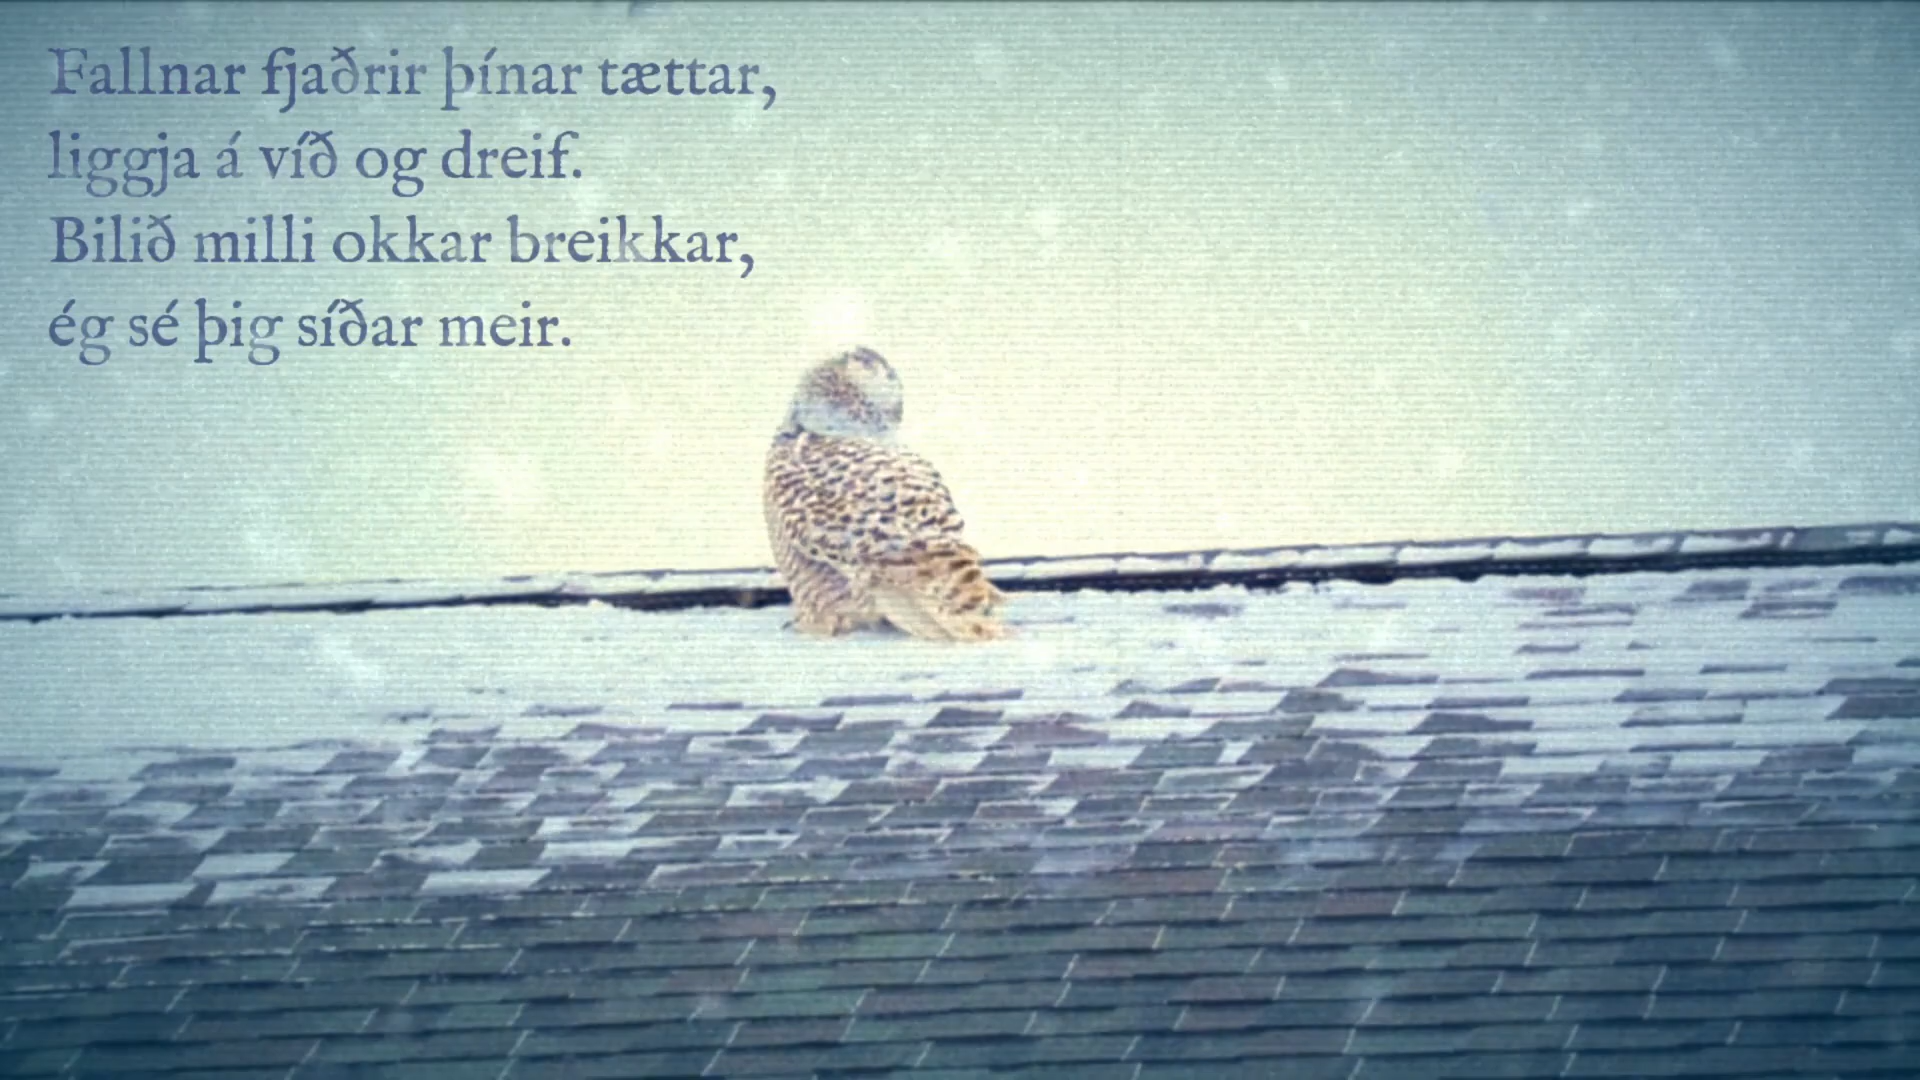 Fallnar fjaðrir þínar tættar,
liggja á víð og dreif.
Bilið milli okkar breikkar,
ég sé þig síðar meir.